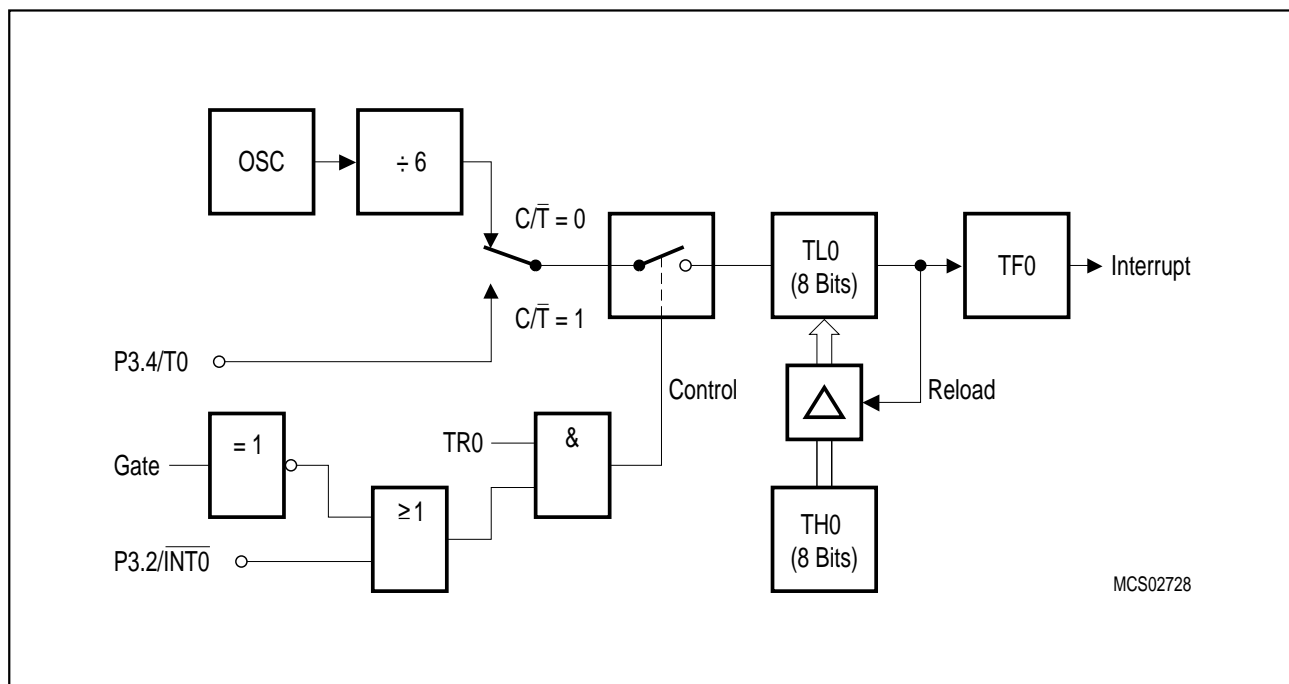 OSC
÷ 6
C/T̅ = 0
C/T̅ = 1
P3.4/T0
TL0
(8 Bits)
TF0
Interrupt
Control
Reload
Gate
= 1
TR0
&
≥1
P3.2/I̅N̅T̅0̅
TH0
(8 Bits)
MCS02728